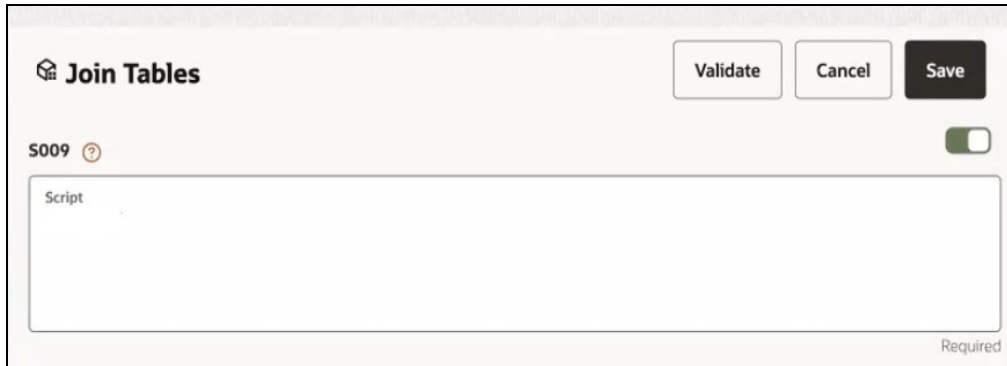 Join Tables
Validate
Cancel
Save
S009 ?
Script
Required